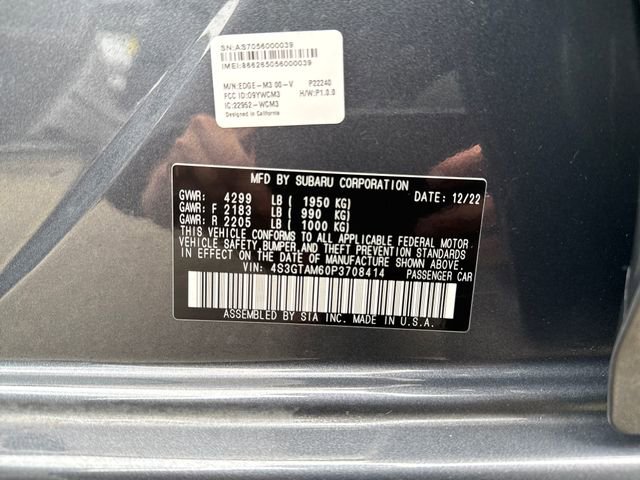 SN:AS7056000039
IMEI:866265056000039
M/N:EDGE-M3.00-V P22240
FCC ID:O9YWCM3 H/W:P1.0.0
IC:22952-WCM3
Designed in California
MFD BY SUBARU CORPORATION
GVWR: 4299 LB ( 1950 KG) DATE: 12/22
GAWR: F 2183 LB ( 990 KG)
GAWR: R 2205 LB ( 1000 KG)
THIS VEHICLE CONFORMS TO ALL APPLICABLE FEDERAL MOTOR
VEHICLE SAFETY, BUMPER, AND THEFT PREVENTION STANDARDS
IN EFFECT ON THE DATE OF MANUFACTURE SHOWN ABOVE.
VIN: 4S3GTAM60P3708414 PASSENGER CAR
ASSEMBLED BY SIA INC. MADE IN U.S.A.